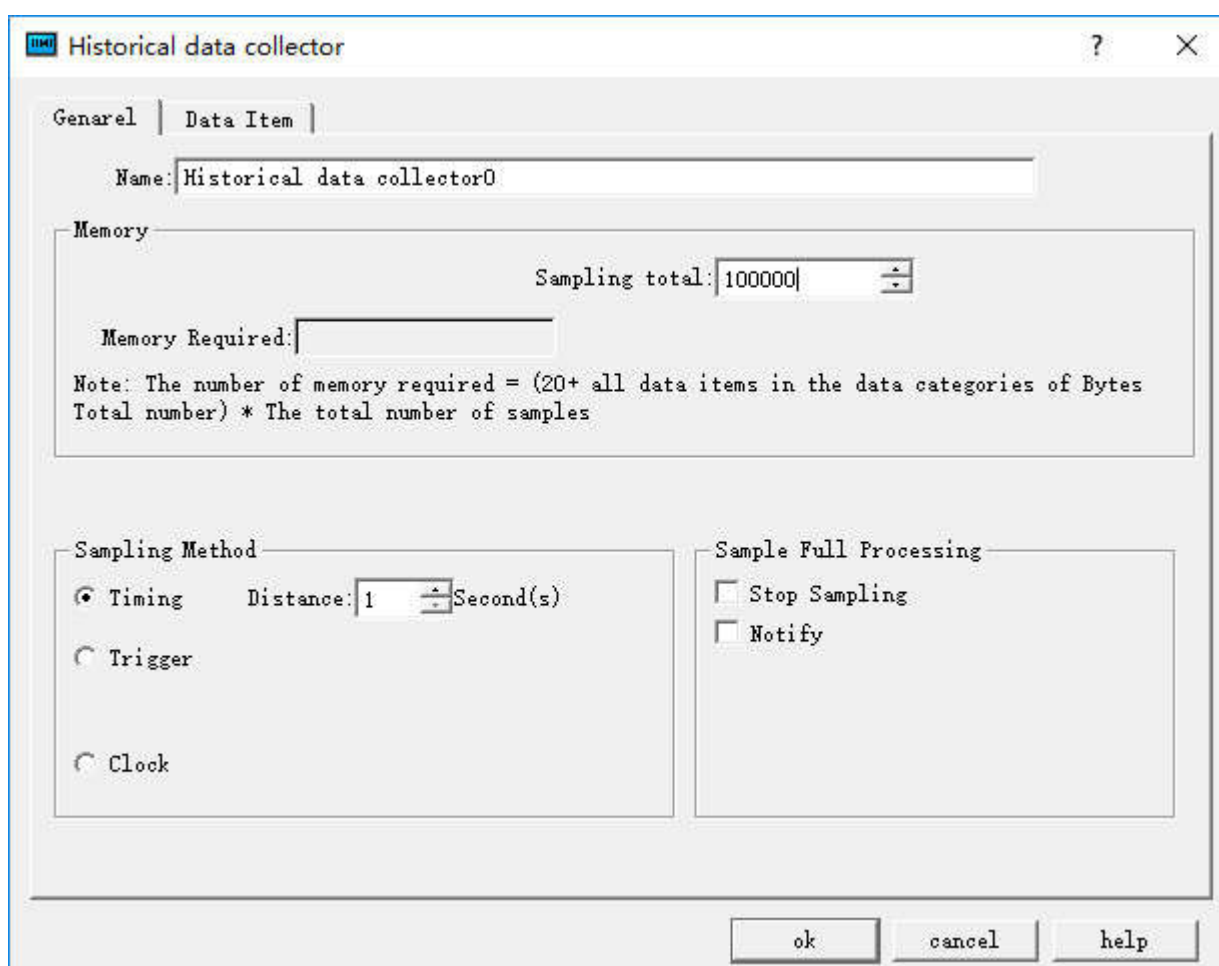 Historical data collector
Genarel Data Item
Name: Historical data collector0
Memory
Sampling total: 100000
Memory Required:
Note: The number of memory required = (20+ all data items in the data categories of Bytes
Total number) * The total number of samples
Sampling Method
Timing Distance: 1 Second(s)
Trigger
Clock
Sample Full Processing
Stop Sampling
Notify
ok cancel help